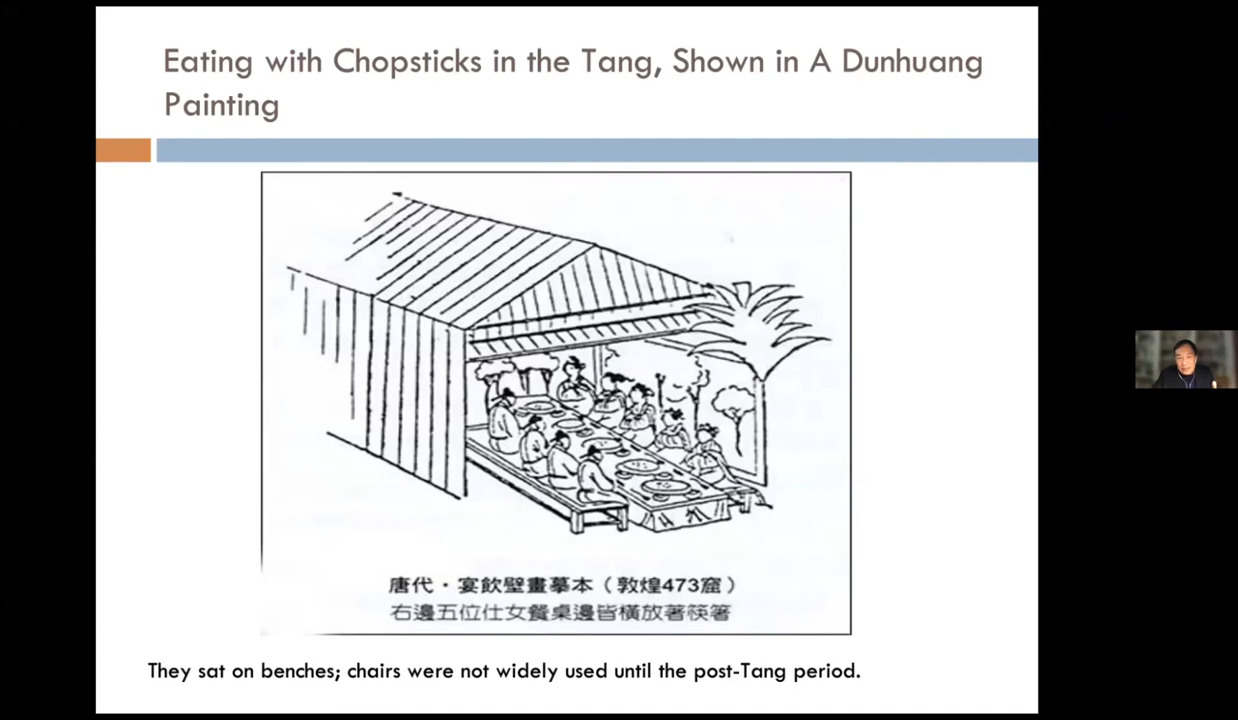 Eating with Chopsticks in the Tang, Shown in A Dunhuang
Painting
唐代・宴飲壁畫摹本（敦煌473窟）
右邊五位仕女餐桌邊皆橫放著筷箸
They sat on benches; chairs were not widely used until the post-Tang period.